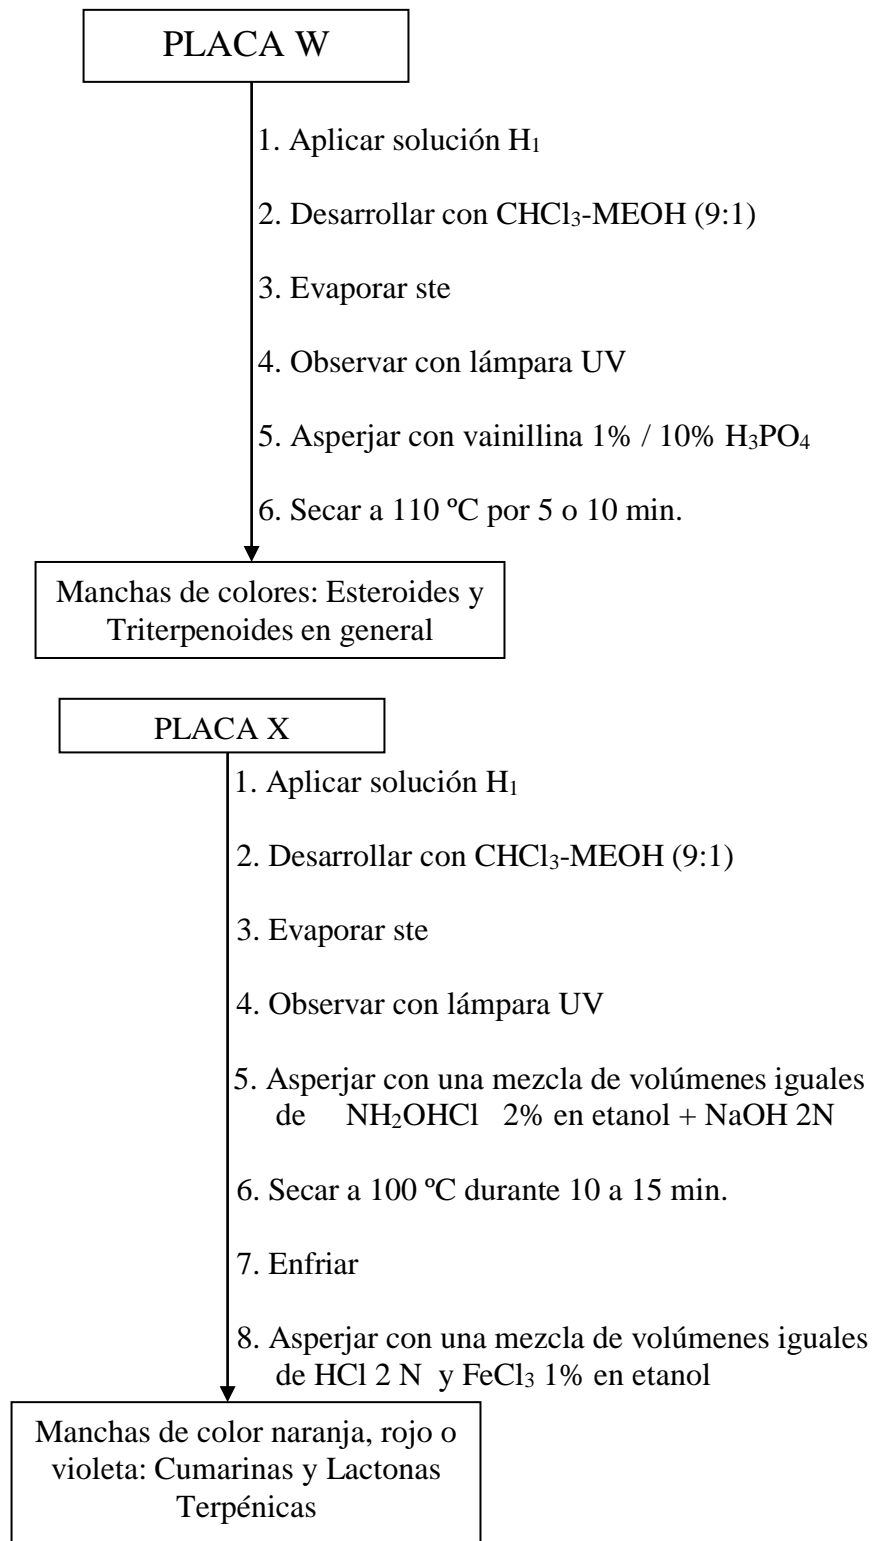 PLACA W
1. Aplicar solución H₁
2. Desarrollar con CHCl₃-MEOH (9:1)
3. Evaporar ste
4. Observar con lámpara UV
5. Asperjar con vainillina 1% / 10% H₃PO₄
6. Secar a 110 ºC por 5 o 10 min.
Manchas de colores: Esteroides y
Triterpenoides en general
PLACA X
1. Aplicar solución H₁
2. Desarrollar con CHCl₃-MEOH (9:1)
3. Evaporar ste
4. Observar con lámpara UV
5. Asperjar con una mezcla de volúmenes iguales
de NH₂OHCl 2% en etanol + NaOH 2N
6. Secar a 100 ºC durante 10 a 15 min.
7. Enfriar
8. Asperjar con una mezcla de volúmenes iguales
de HCl 2 N y FeCl₃ 1% en etanol
Manchas de color naranja, rojo o
violeta: Cumarinas y Lactonas
Terpénicas